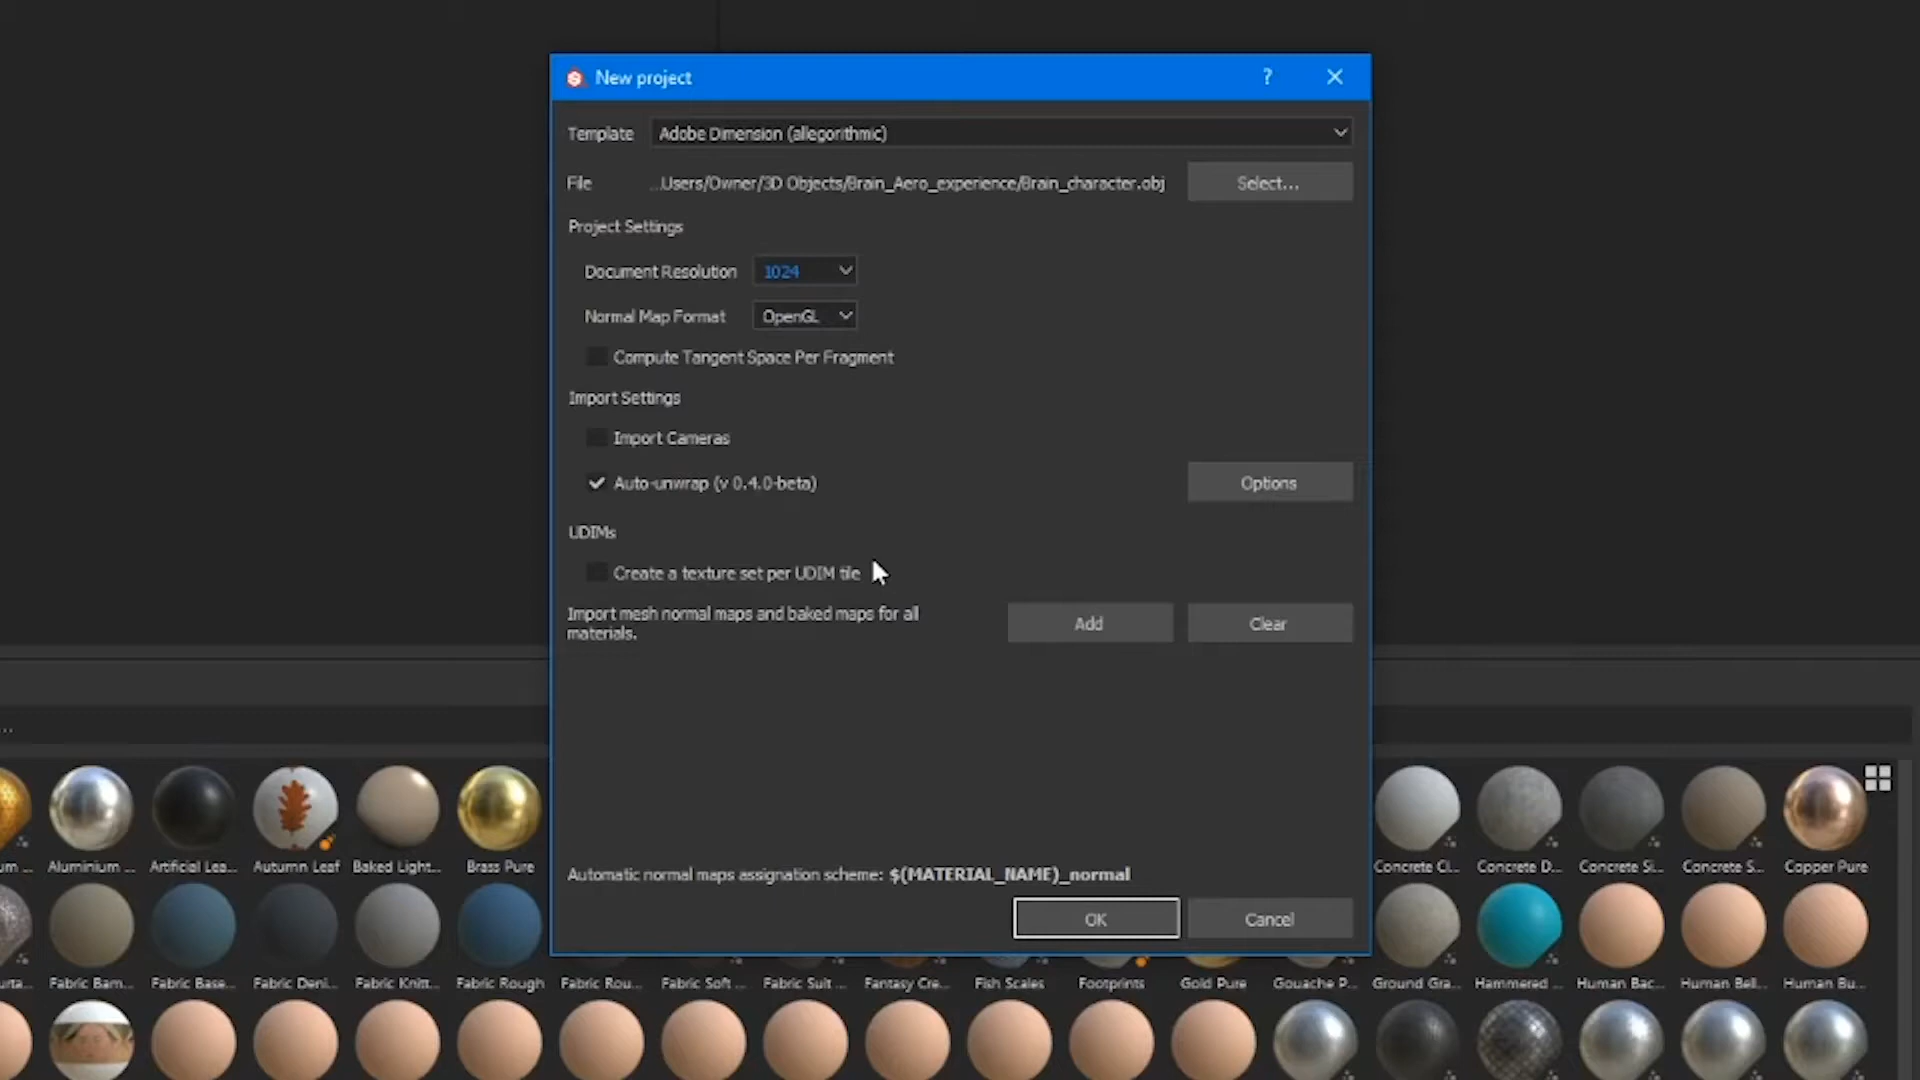 New project
?
Template Adobe Dimension (allegorithmic)
File ...Users/Owner/3D Objects/Brain_Aero_experience/Brain_character.obj Select...
Project Settings
Document Resolution 1024
Normal Map Format OpenGL
Compute Tangent Space Per Fragment
Import Settings
Import Cameras
Auto-unwrap (v 0.4.0-beta) Options
UDIMs
Create a texture set per UDIM tile
Import mesh normal maps and baked maps for all
materials.
Add Clear
...
um ... Aluminium ... Artificial Lea... Autumn Leaf Baked Light... Brass Pure Concrete Cl... Concrete D... Concrete Si... Concrete S... Copper Pure
Automatic normal maps assignation scheme: $(MATERIAL_NAME)_normal
OK Cancel
urta... Fabric Bam... Fabric Base... Fabric Deni... Fabric Knitt... Fabric Rough Fabric Rou... Fabric Soft ... Fabric Suit ... Fantasy Cre... Fish Scales Footprints Gold Pure Gouache P... Ground Gra... Hammered ... Human Bac... Human Bell... Human Bu...